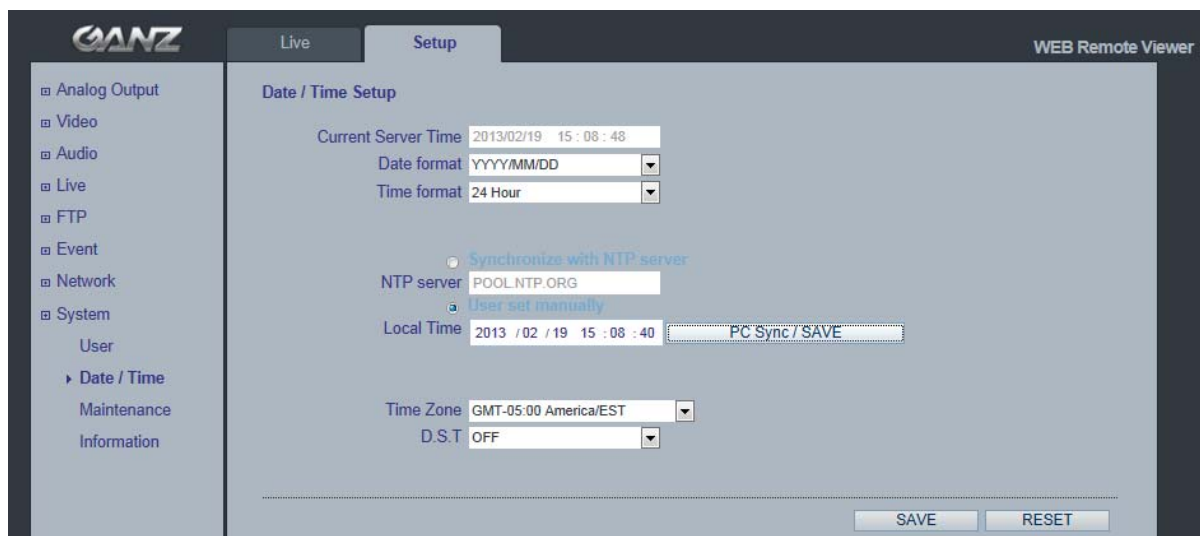 GANZ
Live
Setup
WEB Remote Viewer
Analog Output
Video
Audio
Live
FTP
Event
Network
System
User
Date / Time
Maintenance
Information
Date / Time Setup
Current Server Time 2013/02/19 15 : 08 : 48
Date format YYYY/MM/DD
Time format 24 Hour
Synchronize with NTP server
NTP server POOL.NTP.ORG
User set manually
Local Time 2013 / 02 / 19 15 : 08 : 40 PC Sync / SAVE
Time Zone GMT-05:00 America/EST
D.S.T OFF
SAVE RESET